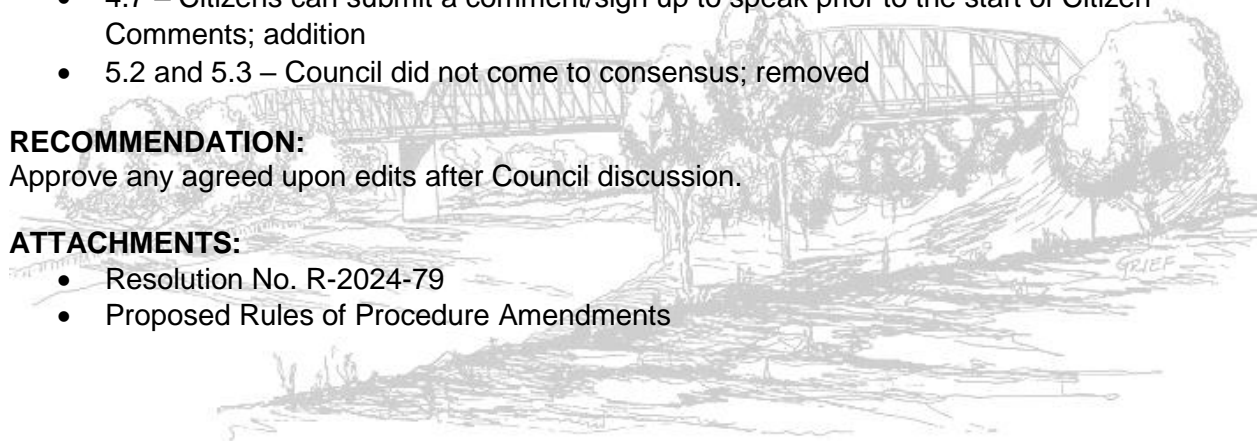 • 4.7 – Citizens can submit a comment/sign up to speak prior to the start of Citizen
Comments; addition
• 5.2 and 5.3 – Council did not come to consensus; removed
RECOMMENDATION:
Approve any agreed upon edits after Council discussion.
ATTACHMENTS:
• Resolution No. R-2024-79
• Proposed Rules of Procedure Amendments
GRIEF